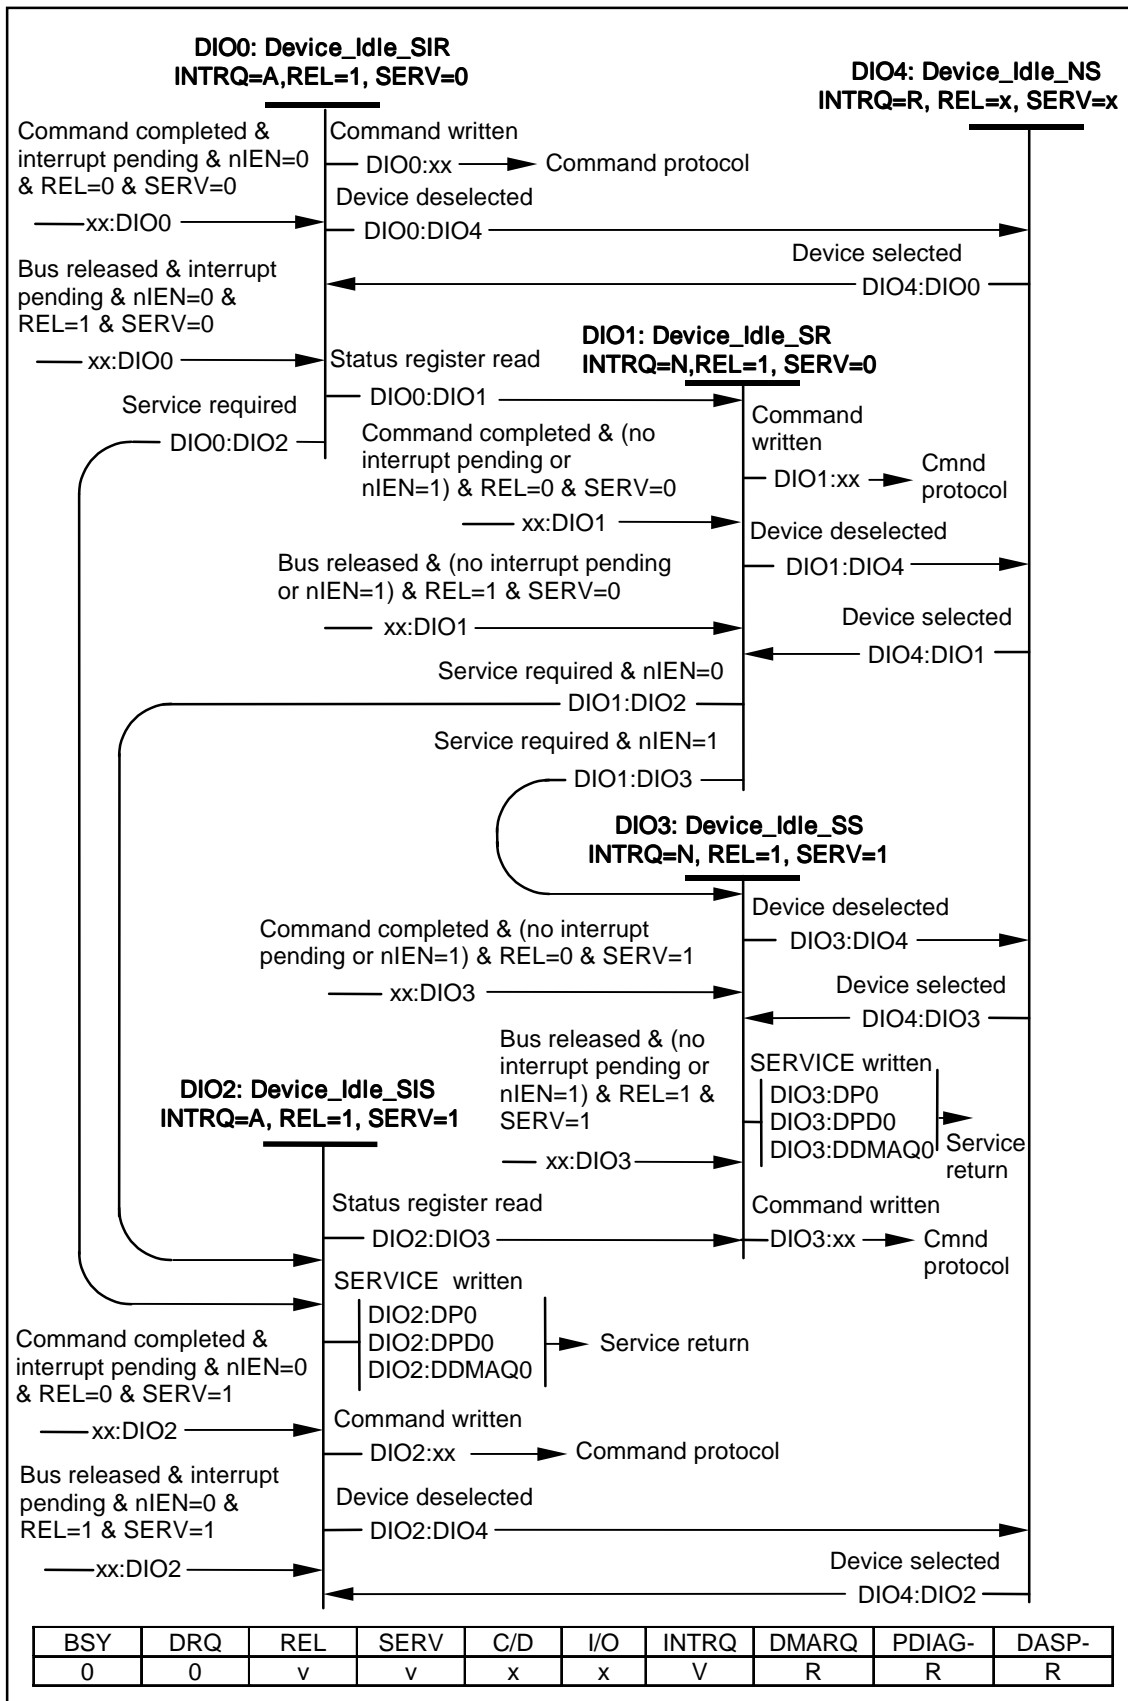 DIO0: Device_Idle_SIR
INTRQ=A,REL=1, SERV=0
DIO4: Device_Idle_NS
INTRQ=R, REL=x, SERV=x
Command completed &
interrupt pending & nIEN=0
& REL=0 & SERV=0
xx:DIO0
Command written
DIO0:xx
Command protocol
Device deselected
DIO0:DIO4
Device selected
DIO4:DIO0
Bus released & interrupt
pending & nIEN=0 &
REL=1 & SERV=0
xx:DIO0
Status register read
DIO0:DIO1
DIO1: Device_Idle_SR
INTRQ=N,REL=1, SERV=0
Service required
DIO0:DIO2
Command
written
DIO1:xx
Cmnd
protocol
Command completed & (no
interrupt pending or
nIEN=1) & REL=0 & SERV=0
xx:DIO1
Device deselected
DIO1:DIO4
Bus released & (no interrupt pending
or nIEN=1) & REL=1 & SERV=0
xx:DIO1
Device selected
DIO4:DIO1
Service required & nIEN=0
DIO1:DIO2
Service required & nIEN=1
DIO1:DIO3
DIO3: Device_Idle_SS
INTRQ=N, REL=1, SERV=1
Device deselected
DIO3:DIO4
Command completed & (no interrupt
pending or nIEN=1) & REL=0 & SERV=1
xx:DIO3
Device selected
DIO4:DIO3
Bus released & (no
interrupt pending or
nIEN=1) & REL=1 &
SERV=1
xx:DIO3
SERVICE written
DIO3:DP0
DIO3:DPD0
DIO3:DDMAQ0
Service
return
DIO2: Device_Idle_SIS
INTRQ=A, REL=1, SERV=1
Status register read
DIO2:DIO3
Command written
DIO3:xx
Cmnd
protocol
SERVICE written
DIO2:DP0
DIO2:DPD0
DIO2:DDMAQ0
Service return
Command completed &
interrupt pending & nIEN=0
& REL=0 & SERV=1
xx:DIO2
Command written
DIO2:xx
Command protocol
Bus released & interrupt
pending & nIEN=0 &
REL=1 & SERV=1
xx:DIO2
Device deselected
DIO2:DIO4
Device selected
DIO4:DIO2
BSY DRQ REL SERV C/D I/O INTRQ DMARQ PDIAG- DASP-
0 0 v v x x V R R R